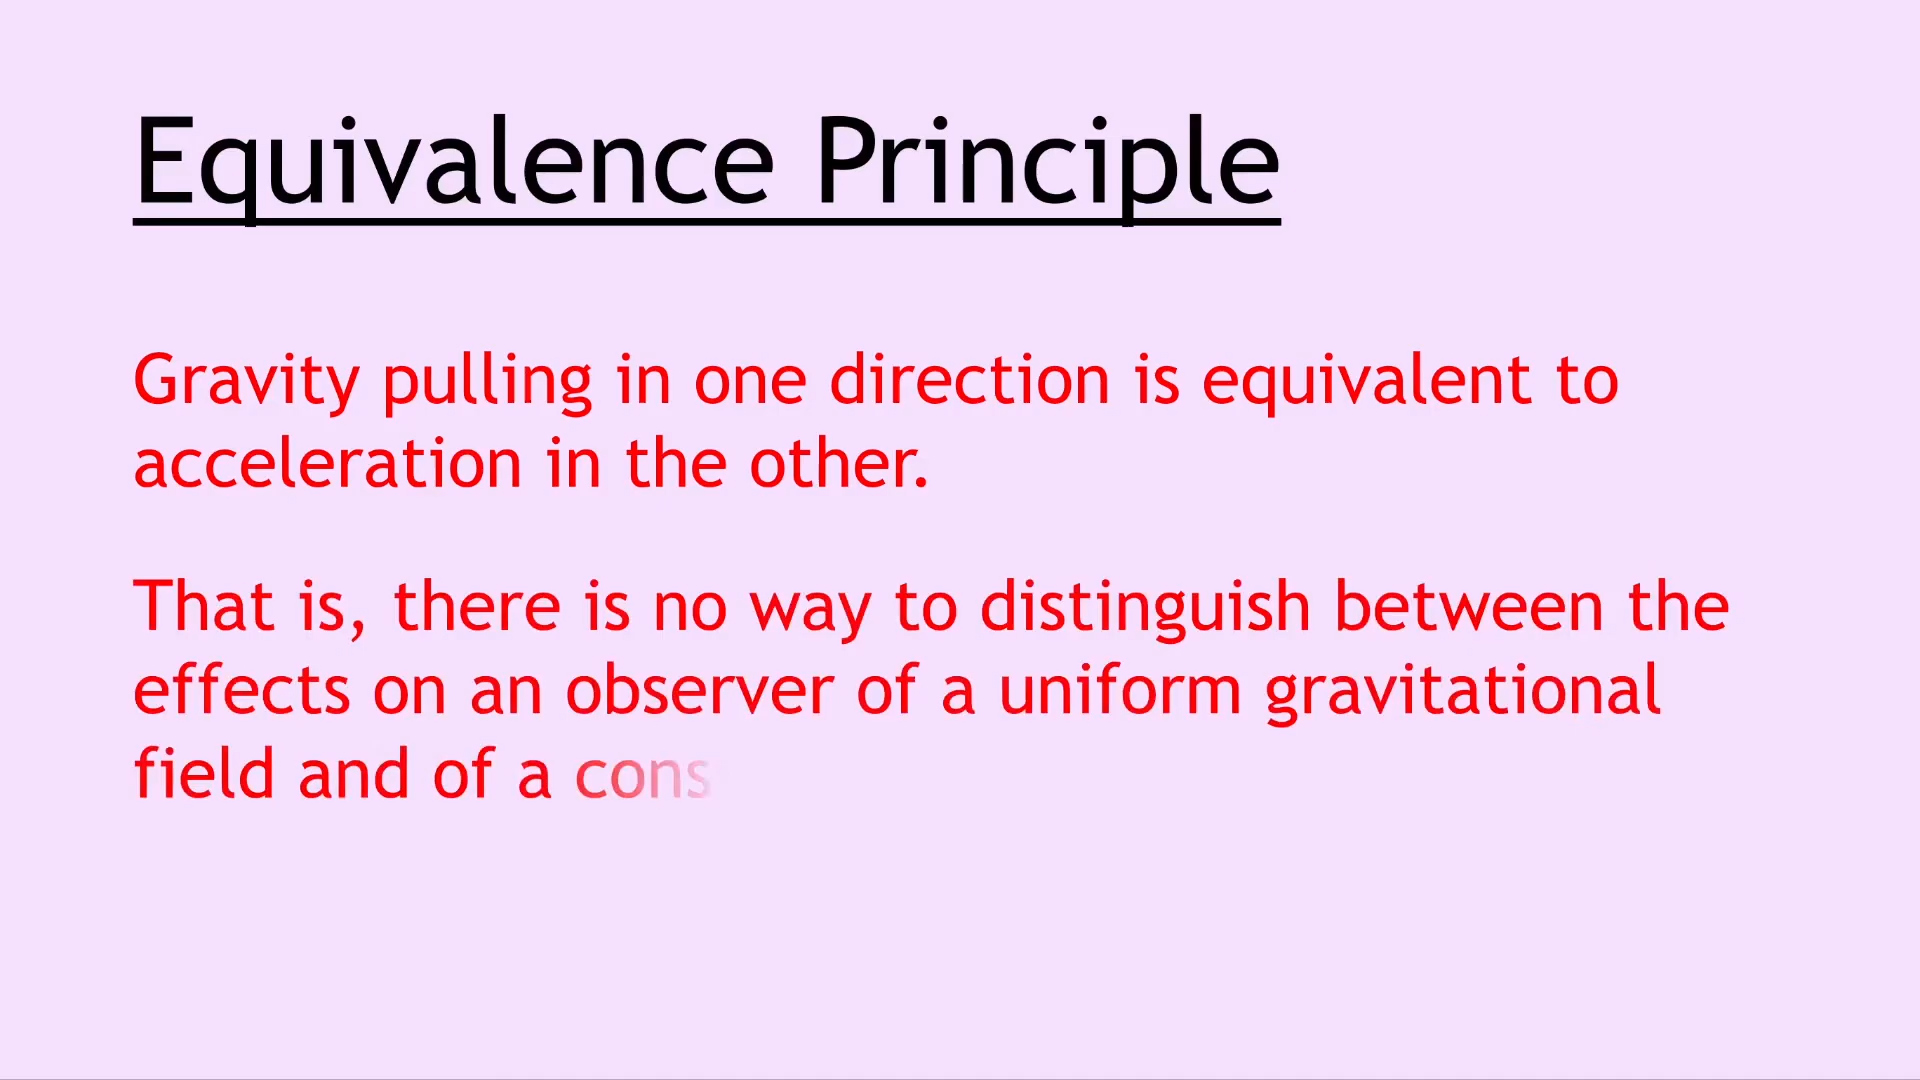 Equivalence Principle
Gravity pulling in one direction is equivalent to
acceleration in the other.
That is, there is no way to distinguish between the
effects on an observer of a uniform gravitational
field and of a cons